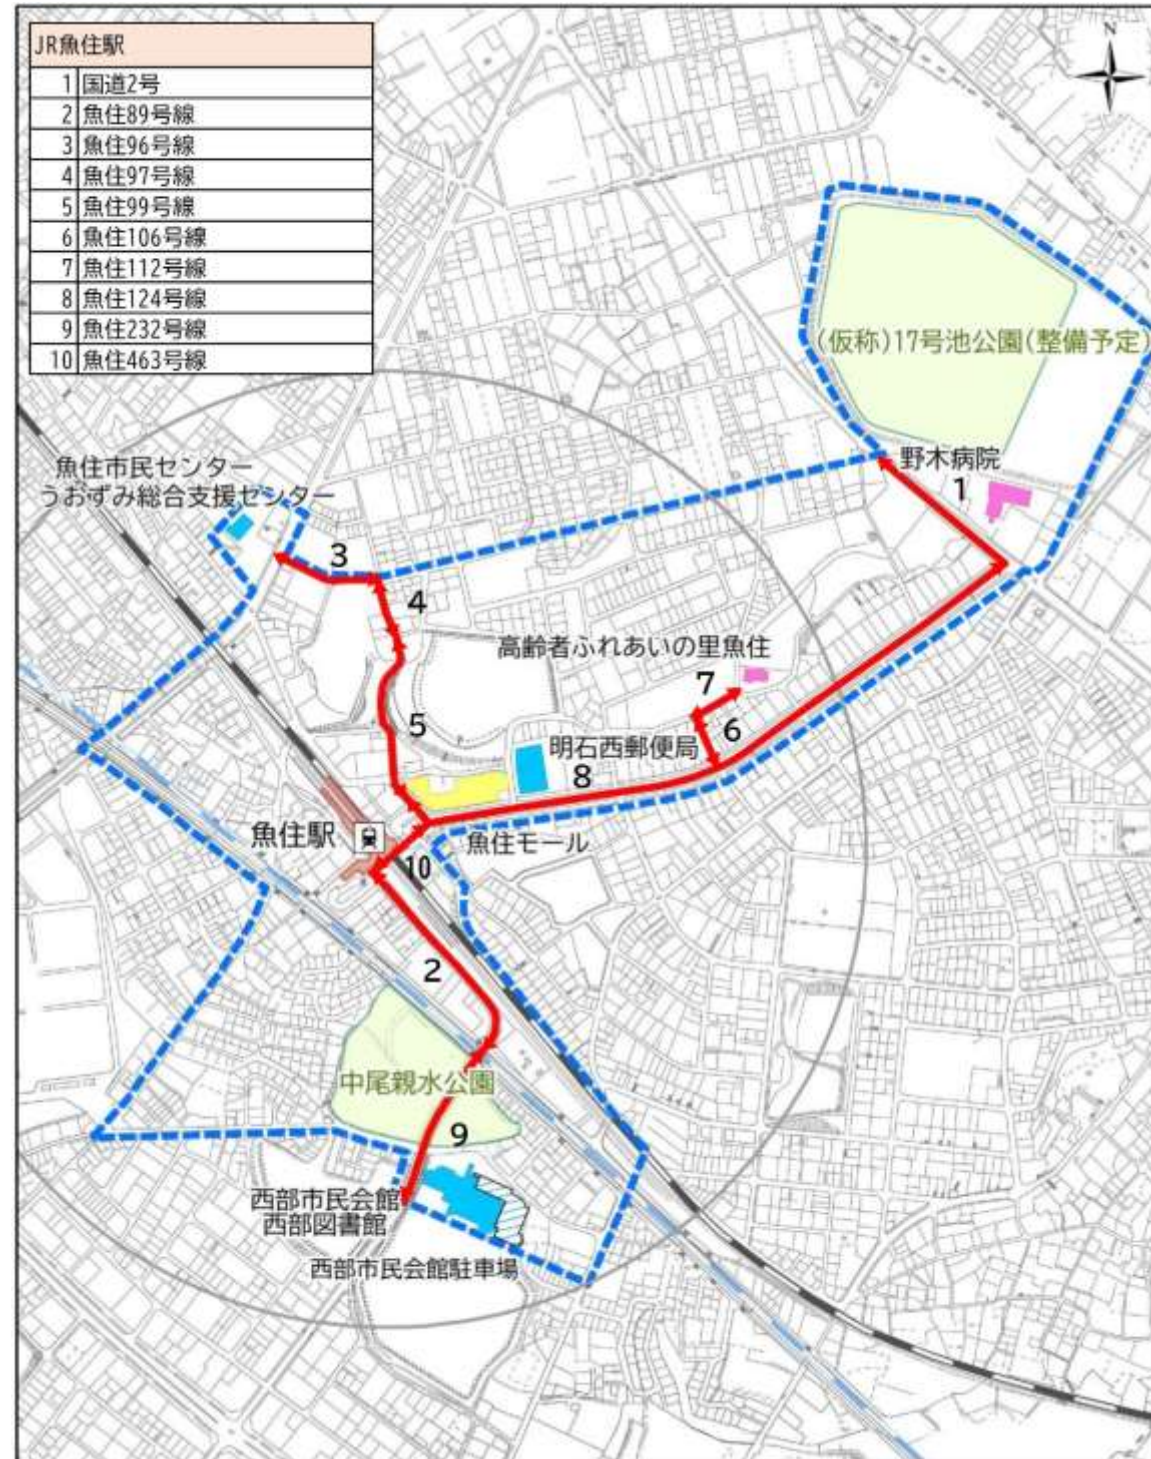 JR魚住駅
1 国道2号
2 魚住89号線
3 魚住96号線
4 魚住97号線
5 魚住99号線
6 魚住106号線
7 魚住112号線
8 魚住124号線
9 魚住232号線
10 魚住463号線
N
(仮称)17号池公園(整備予定)
野木病院
1
魚住市民センター
うおずみ総合支援センター
3
4
高齢者ふれあいの里魚住
7
5
6
明石西郵便局
8
魚住駅
魚住モール
10
2
中尾親水公園
9
西部市民会館
西部図書館
西部市民会館駐車場